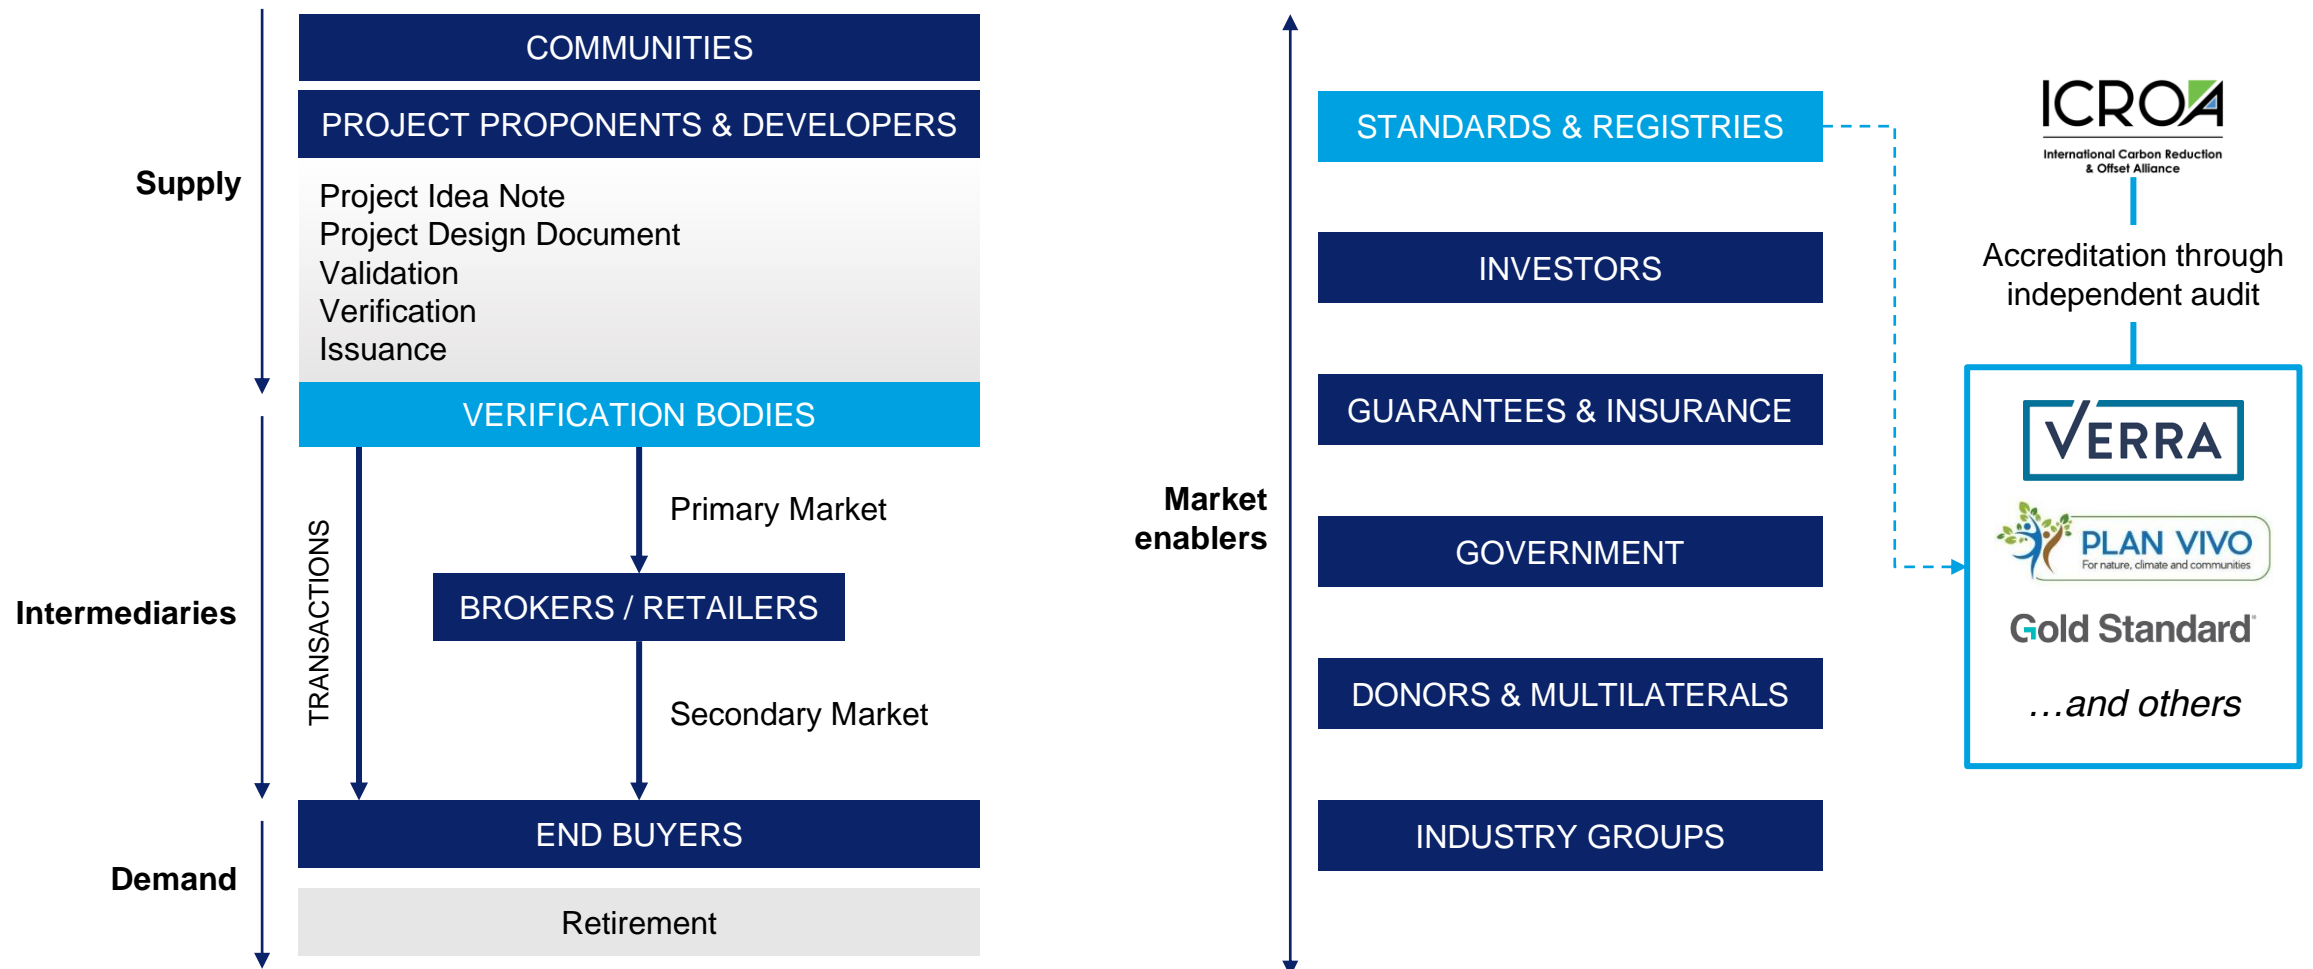 COMMUNITIES
PROJECT PROPONENTS & DEVELOPERS
Supply
Project Idea Note
Project Design Document
Validation
Verification
Issuance
VERIFICATION BODIES
Intermediaries
TRANSACTIONS
Primary Market
BROKERS / RETAILERS
Secondary Market
Demand
END BUYERS
Retirement
Market
enablers
STANDARDS & REGISTRIES
INVESTORS
GUARANTEES & INSURANCE
GOVERNMENT
DONORS & MULTILATERALS
INDUSTRY GROUPS
ICROA
International Carbon Reduction
& Offset Alliance
Accreditation through
independent audit
VERRA
PLAN VIVO
For nature, climate and communities
Gold Standard
...and others